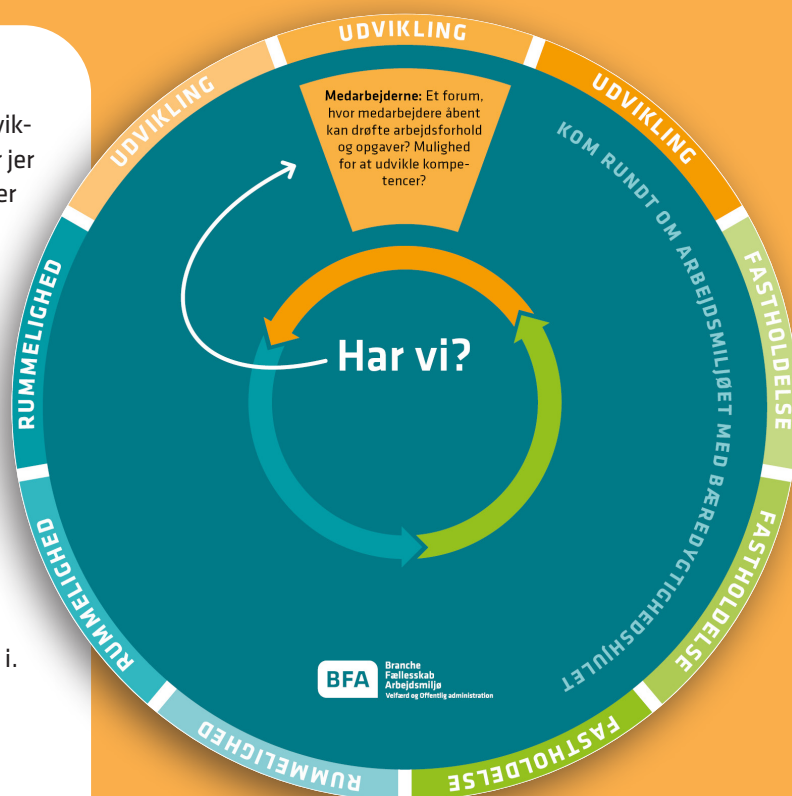 vik-
jer
er
i.
UDVIKLING
UDVIKLING
UDVIKLING
FASTHOLDELSE
FASTHOLDELSE
FASTHOLDELSE
RUMMELIGHED
RUMMELIGHED
RUMMELIGHED
Medarbejderne: Et forum,
hvor medarbejdere åbent
kan drøfte arbejdsforhold
og opgaver? Mulighed
for at udvikle kompe-
tencer?
KOM RUNDT OM ARBEJDSMILJØET MED BÆREDYGTIGHEDSHJULET
Har vi?
BFA
Branche
Fællesskab
Arbejdsmiljø
Velfærd og Offentlig administration